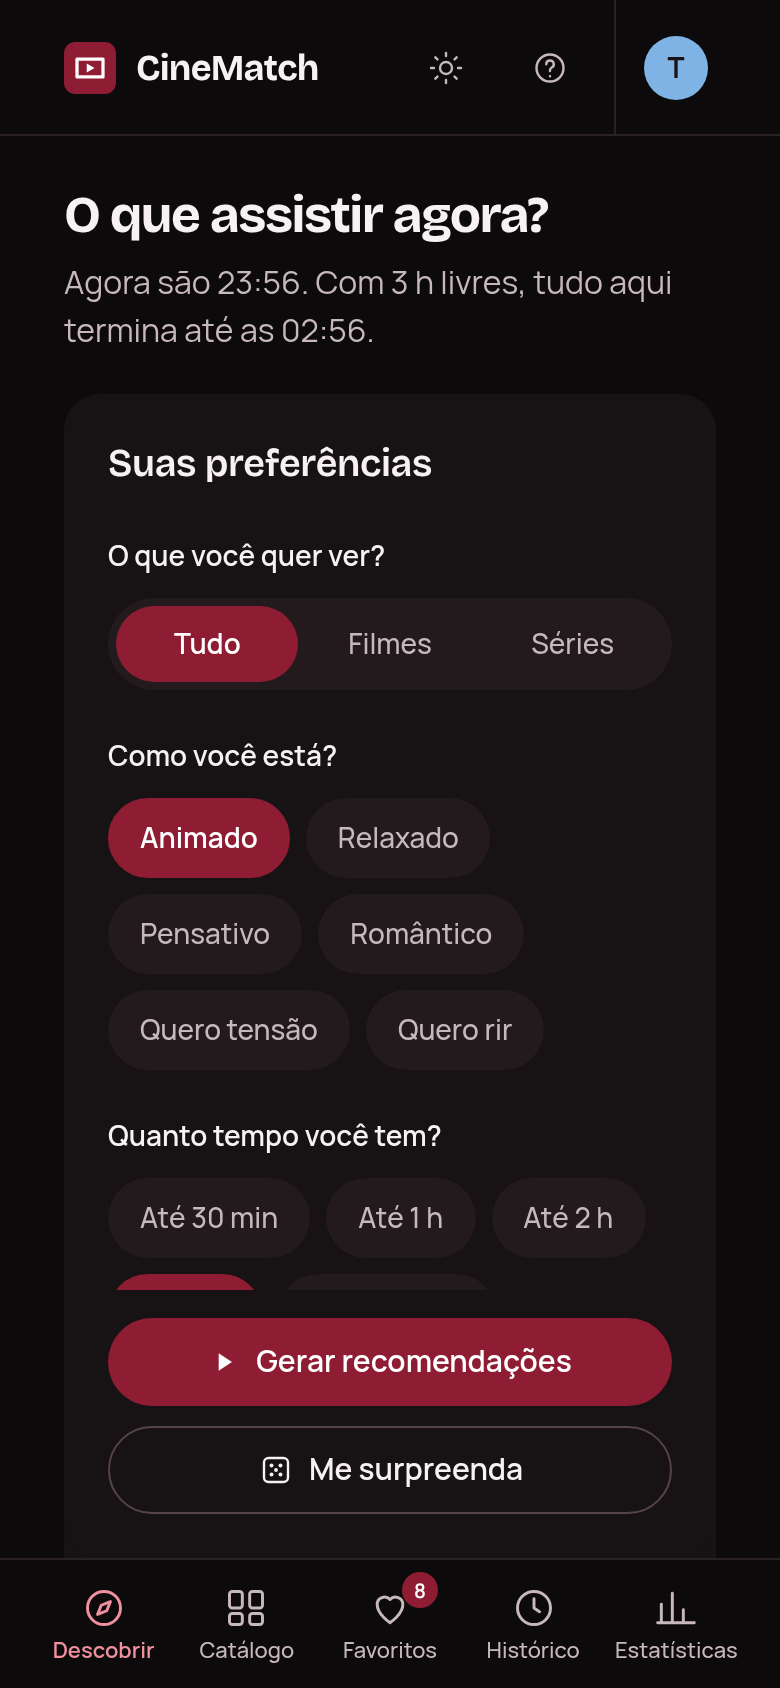 CineMatch
T
O que assistir agora?
Agora são 23:56. Com 3 h livres, tudo aqui
termina até as 02:56.
Suas preferências
O que você quer ver?
Tudo
Filmes
Séries
Como você está?
Animado
Relaxado
Pensativo
Romântico
Quero tensão
Quero rir
Quanto tempo você tem?
Até 30 min
Até 1 h
Até 2 h
Gerar recomendações
Me surpreenda
8
Descobrir
Catálogo
Favoritos
Histórico
Estatísticas